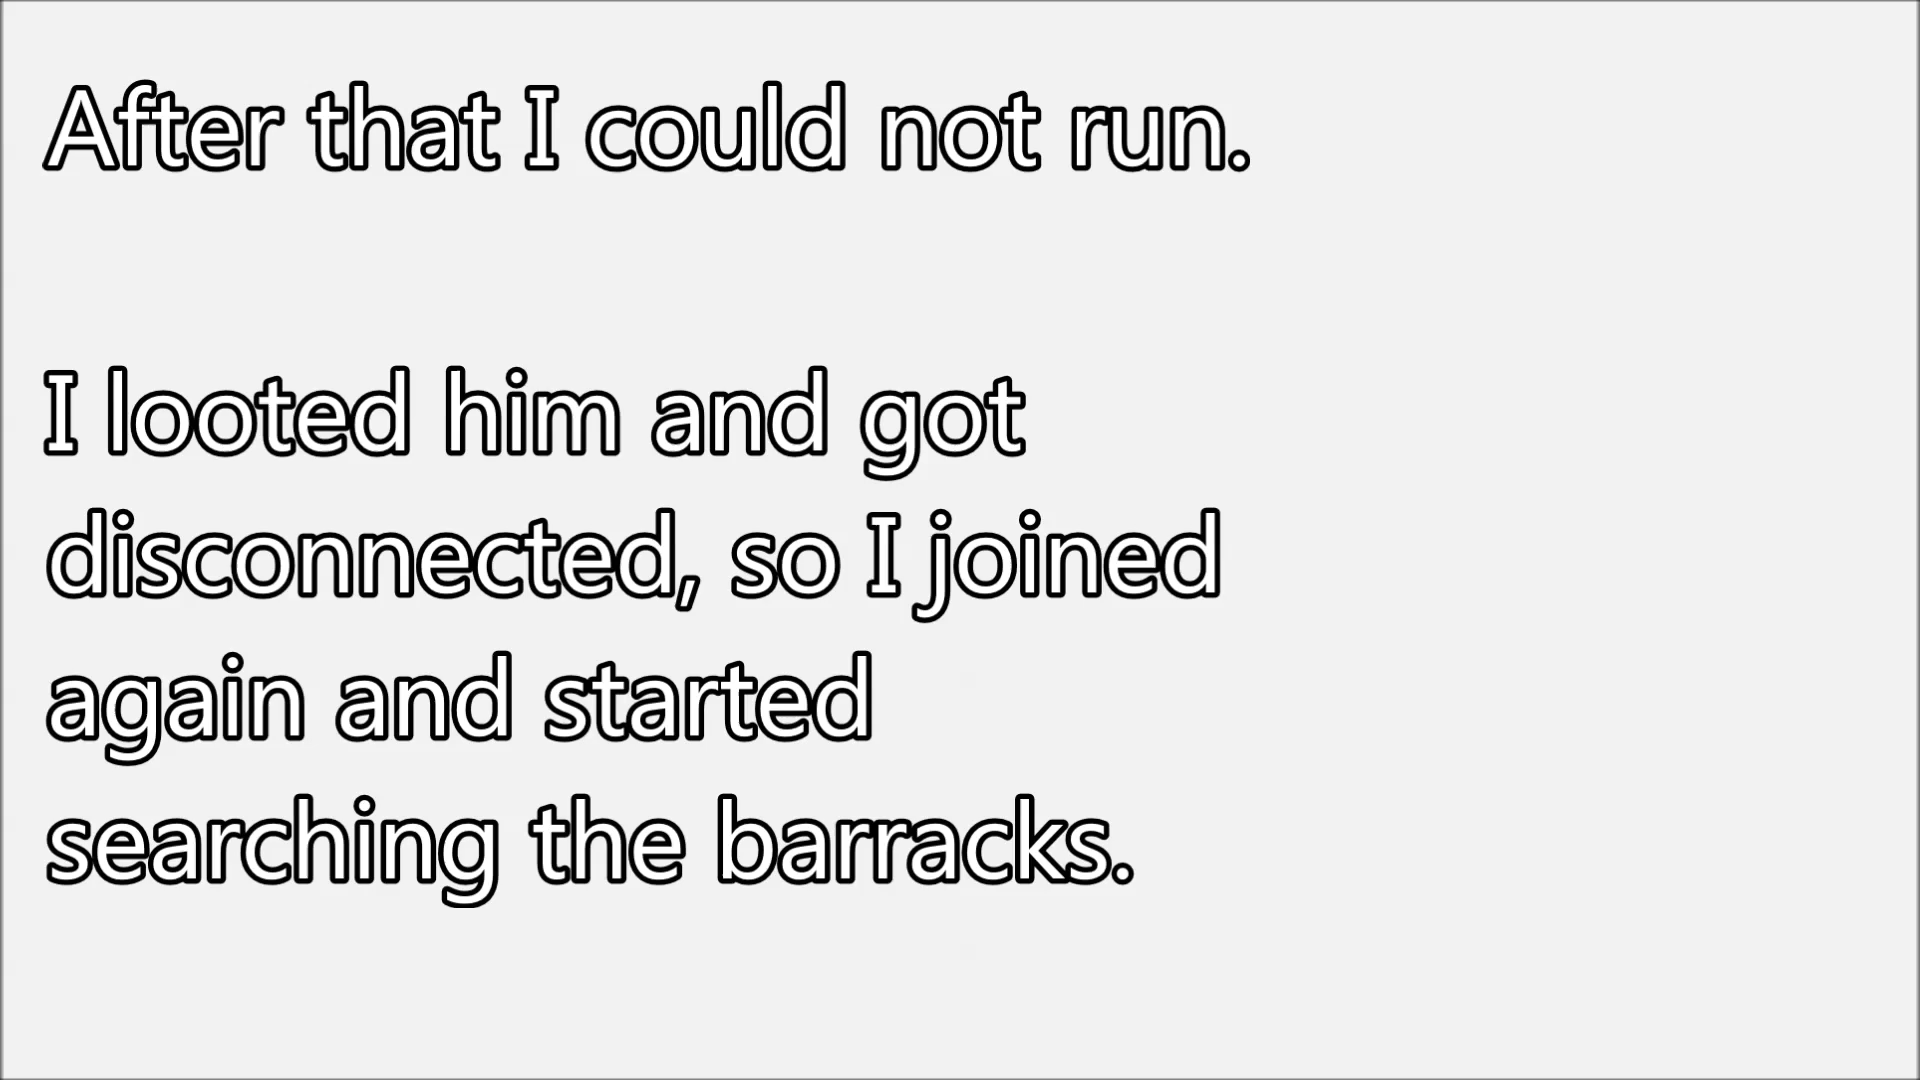 After that I could not run.
I looted him and got
disconnected, so I joined
again and started
searching the barracks.